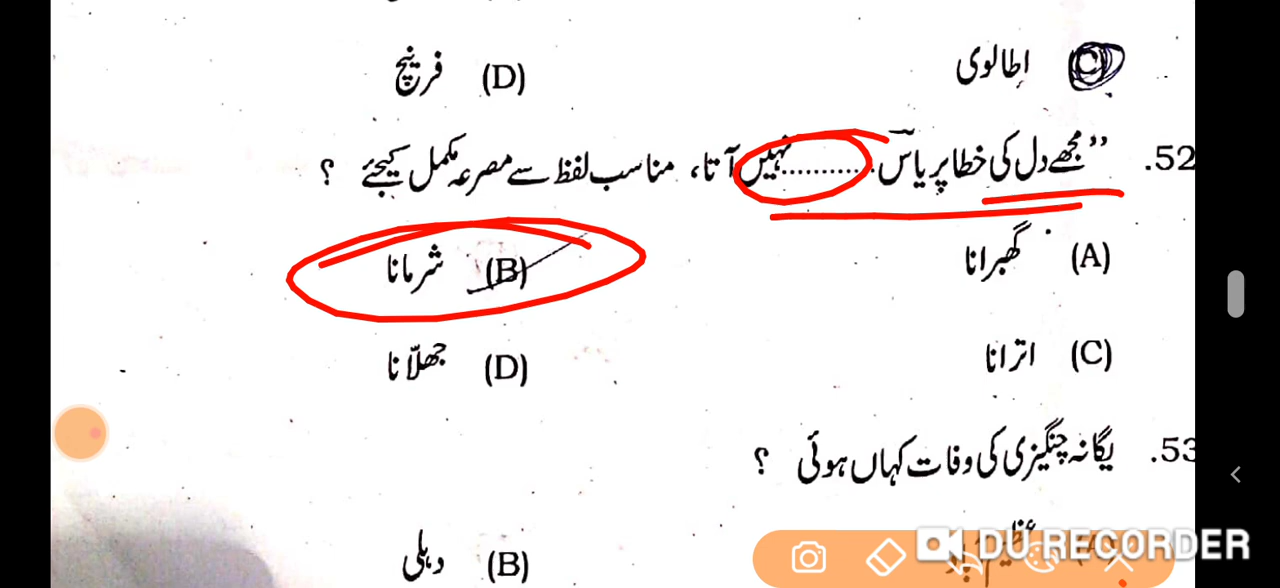 (C) اطالوی (D) فرینچ
52. ”مجھے دل کی خطا پر یاس .......... نہیں آتا، مناسب لفظ سے مصرعہ مکمل کیجئے ؟
(A) گھبرانا (B) شرمانا
(C) اترانا (D) جھلّانا
53. یگانہ چنگیزی کی وفات کہاں ہوئی ؟
(B) دہلی
DU RECORDER